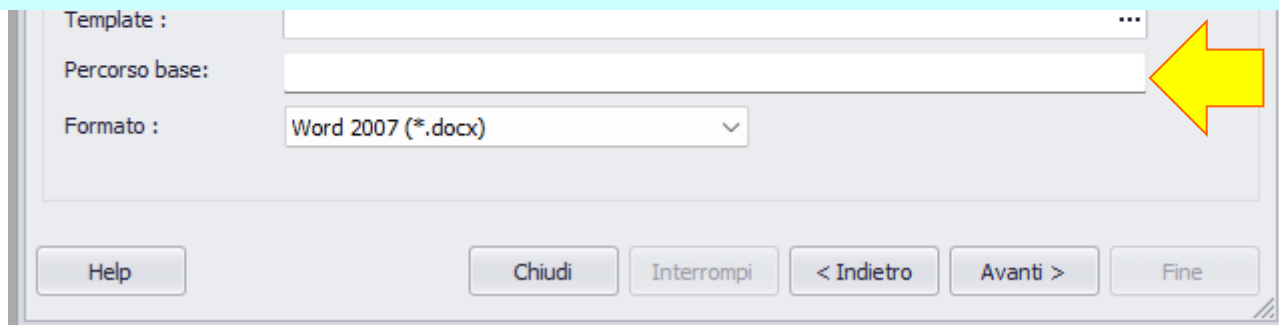 Template :
...
Percorso base:
Formato :
Word 2007 (*.docx)
Help
Chiudi
Interrompi
< Indietro
Avanti >
Fine